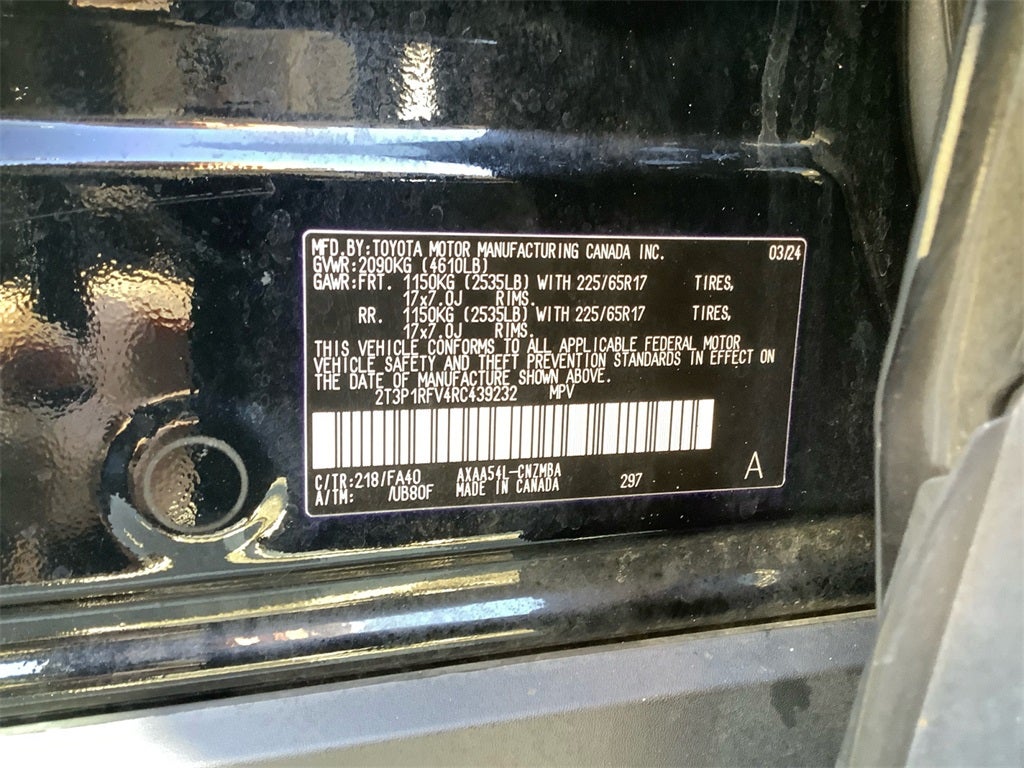 MFD.BY:TOYOTA MOTOR MANUFACTURING CANADA INC. 03/24
GVWR:2090KG (4610LB)
GAWR:FRT. 1150KG (2535LB) WITH 225/65R17 TIRES,
17x7.0J RIMS.
RR. 1150KG (2535LB) WITH 225/65R17 TIRES,
17x7.0J RIMS.
THIS VEHICLE CONFORMS TO ALL APPLICABLE FEDERAL MOTOR
VEHICLE SAFETY AND THEFT PREVENTION STANDARDS IN EFFECT ON
THE DATE OF MANUFACTURE SHOWN ABOVE.
2T3P1RFV4RC439232 MPV
C/TR:218/FA40 AXAA54L-CNZMBA
A/TM: /UB80F MADE IN CANADA 297 A